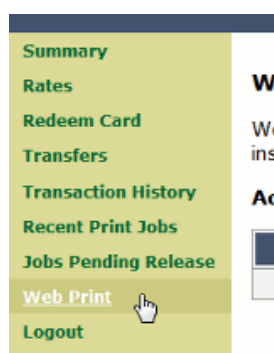 Summary
Rates
Redeem Card
Transfers
Transaction History
Recent Print Jobs
Jobs Pending Release
Web Print
Logout